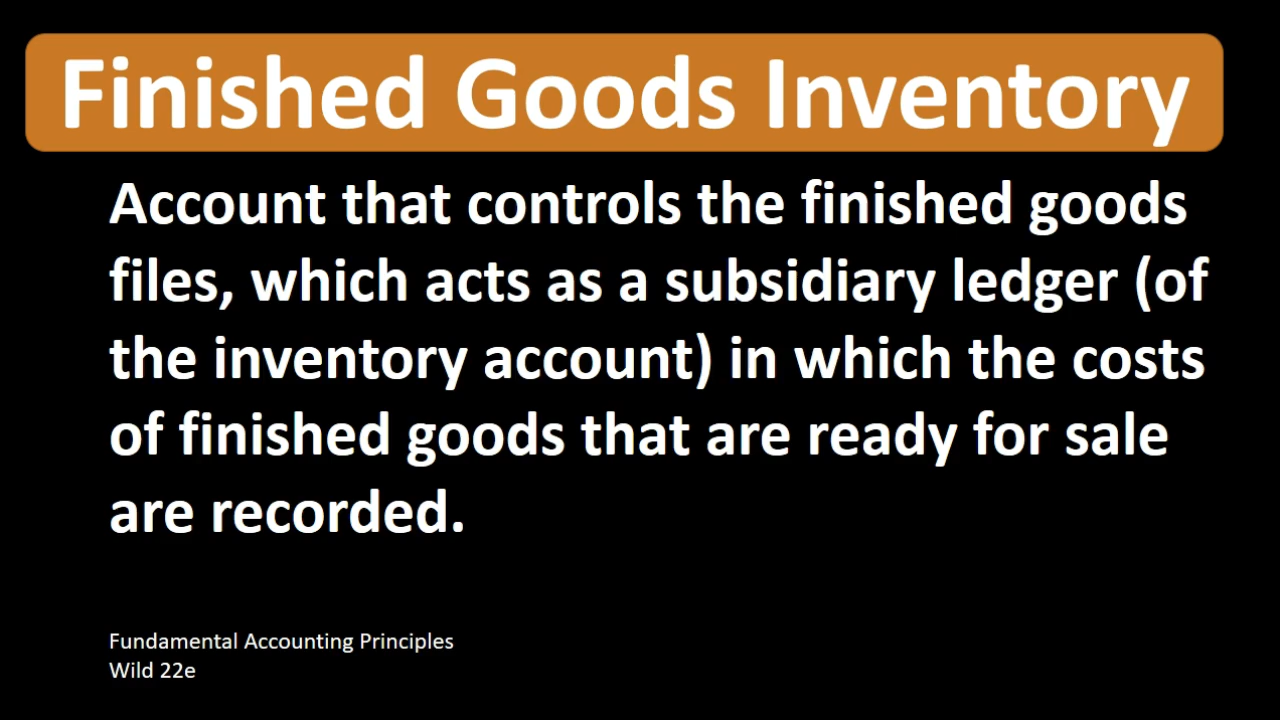 Finished Goods Inventory
Account that controls the finished goods
files, which acts as a subsidiary ledger (of
the inventory account) in which the costs
of finished goods that are ready for sale
are recorded.
Fundamental Accounting Principles
Wild 22e